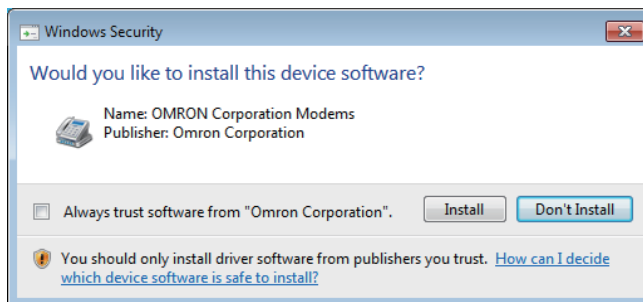 Windows Security
Would you like to install this device software?
Name: OMRON Corporation Modems
Publisher: Omron Corporation
Always trust software from "Omron Corporation".
Install
Don't Install
You should only install driver software from publishers you trust. How can I decide
which device software is safe to install?